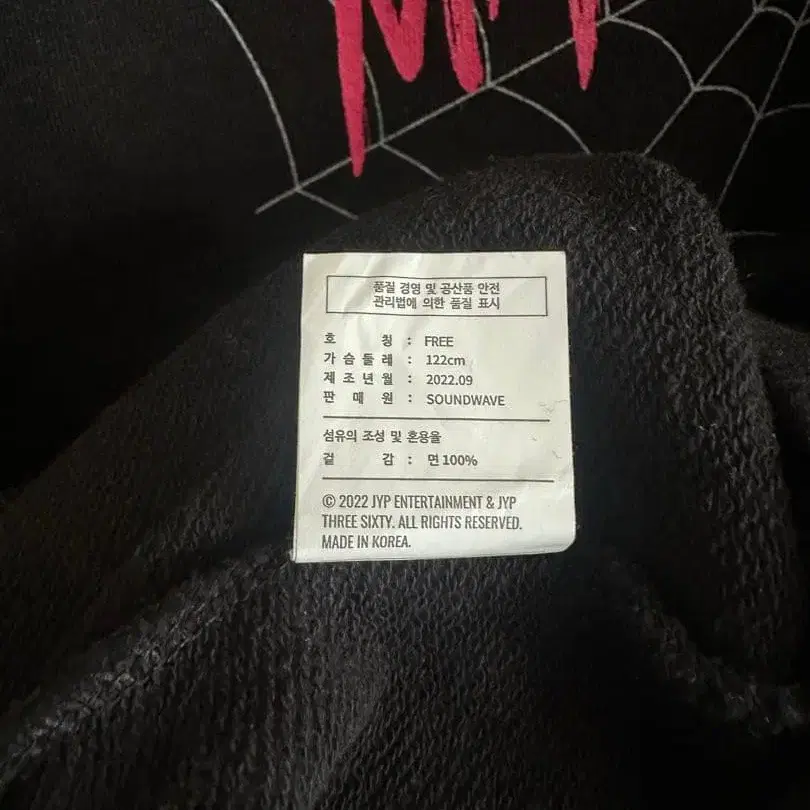 품질 경영 및 공산품 안전
관리법에 의한 품질 표시
호 칭 : FREE
가 슴 둘 레 : 122cm
제 조 년 월 : 2022.09
판 매 원 : SOUNDWAVE
섬유의 조성 및 혼용율
겉 감 : 면 100%
© 2022 JYP ENTERTAINMENT & JYP
THREE SIXTY. ALL RIGHTS RESERVED.
MADE IN KOREA.